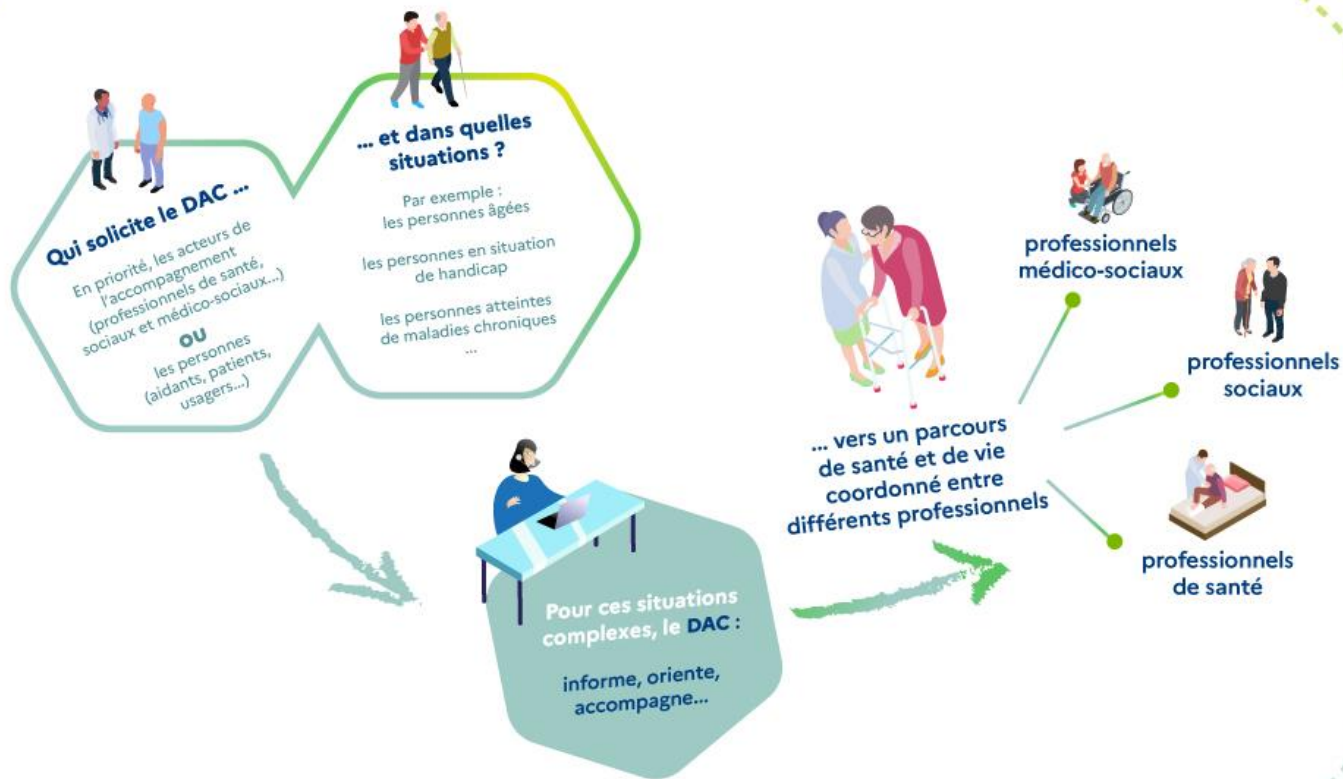 Qui solicite le DAC ...
En priorité, les acteurs de
l'accompagnement
(professionnels de santé,
sociaux et médico-sociaux...)
OU
les personnes
(aidants, patients,
usagers...)
... et dans quelles
situations ?
Par exemple :
les personnes âgées
les personnes en situation
de handicap
les personnes atteintes
de maladies chroniques
...
Pour ces situations
complexes, le DAC :
informe, oriente,
accompagne...
... vers un parcours
de santé et de vie
coordonné entre
différents professionnels
professionnels
médico-sociaux
professionnels
sociaux
professionnels
de santé